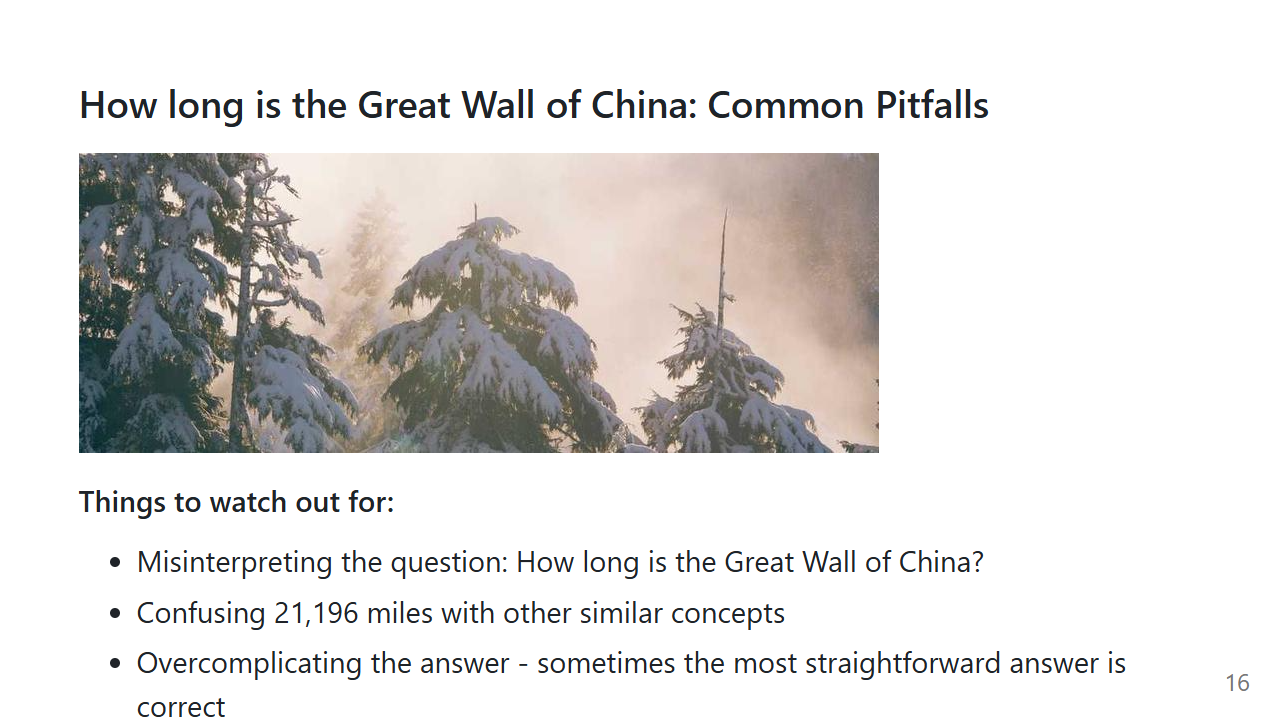 How long is the Great Wall of China: Common Pitfalls
Things to watch out for:
Misinterpreting the question: How long is the Great Wall of China?
Confusing 21,196 miles with other similar concepts
Overcomplicating the answer - sometimes the most straightforward answer is
correct
16